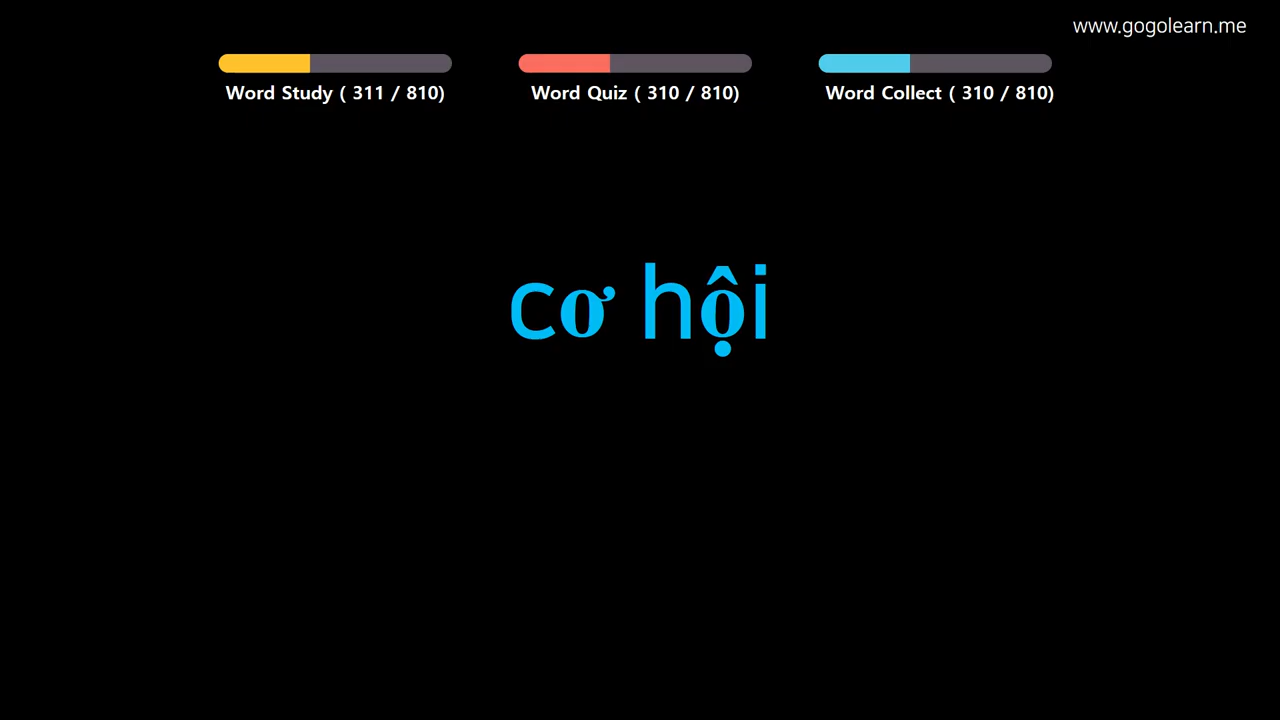 www.gogolearn.me
Word Study ( 311 / 810)
Word Quiz ( 310 / 810)
Word Collect ( 310 / 810)
cơ hội